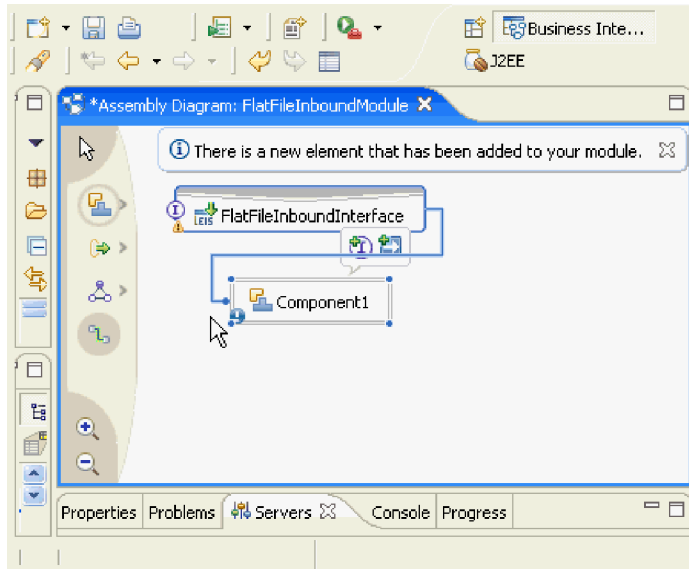 Business Inte...
J2EE
*Assembly Diagram: FlatFileInboundModule
There is a new element that has been added to your module.
EIS FlatFileInboundInterface
Component1
Properties Problems Servers Console Progress